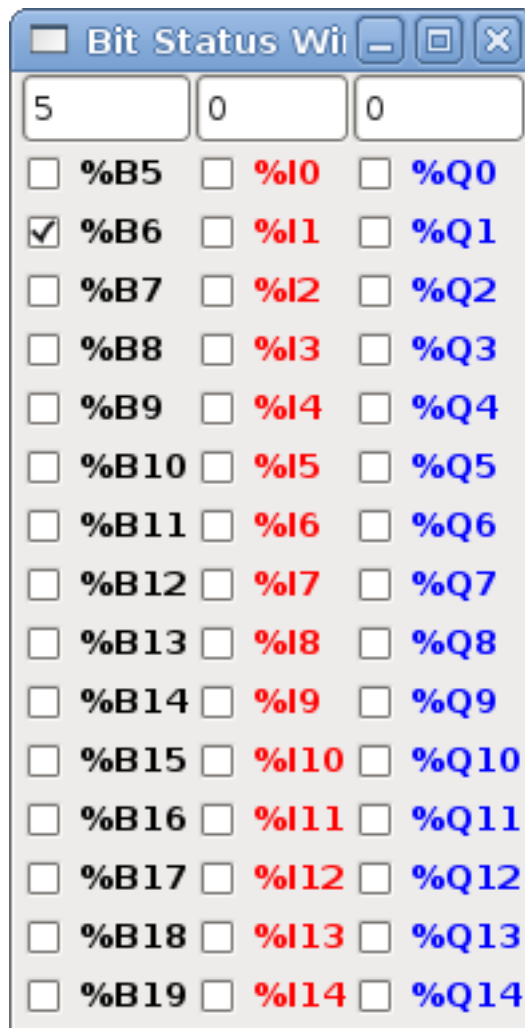 Bit Status Wi
5 0 0
%B5 %I0 %Q0
%B6 %I1 %Q1
%B7 %I2 %Q2
%B8 %I3 %Q3
%B9 %I4 %Q4
%B10 %I5 %Q5
%B11 %I6 %Q6
%B12 %I7 %Q7
%B13 %I8 %Q8
%B14 %I9 %Q9
%B15 %I10 %Q10
%B16 %I11 %Q11
%B17 %I12 %Q12
%B18 %I13 %Q13
%B19 %I14 %Q14